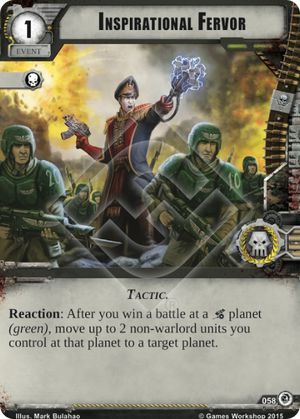 1
INSPIRATIONAL FERVOR
EVENT
TACTIC.
Reaction: After you win a battle at a planet
(green), move up to 2 non-warlord units you
control at that planet to a target planet.
058
Illus. Mark Bulahao
© Games Workshop 2015